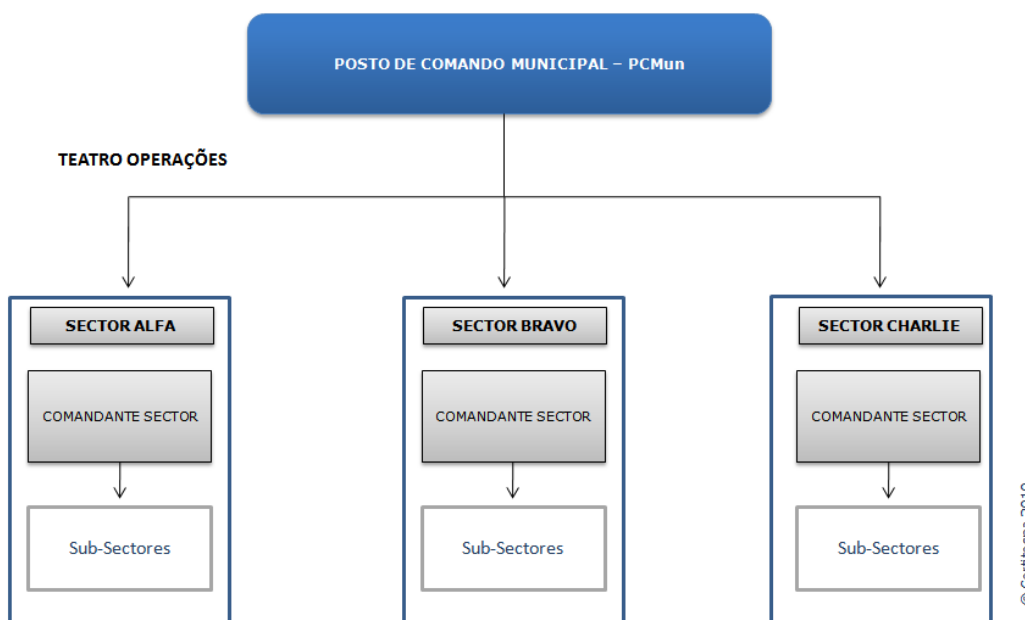 POSTO DE COMANDO MUNICIPAL – PCMun
TEATRO OPERAÇÕES
SECTOR ALFA
COMANDANTE SECTOR
Sub-Sectores
SECTOR BRAVO
COMANDANTE SECTOR
Sub-Sectores
SECTOR CHARLIE
COMANDANTE SECTOR
Sub-Sectores
©